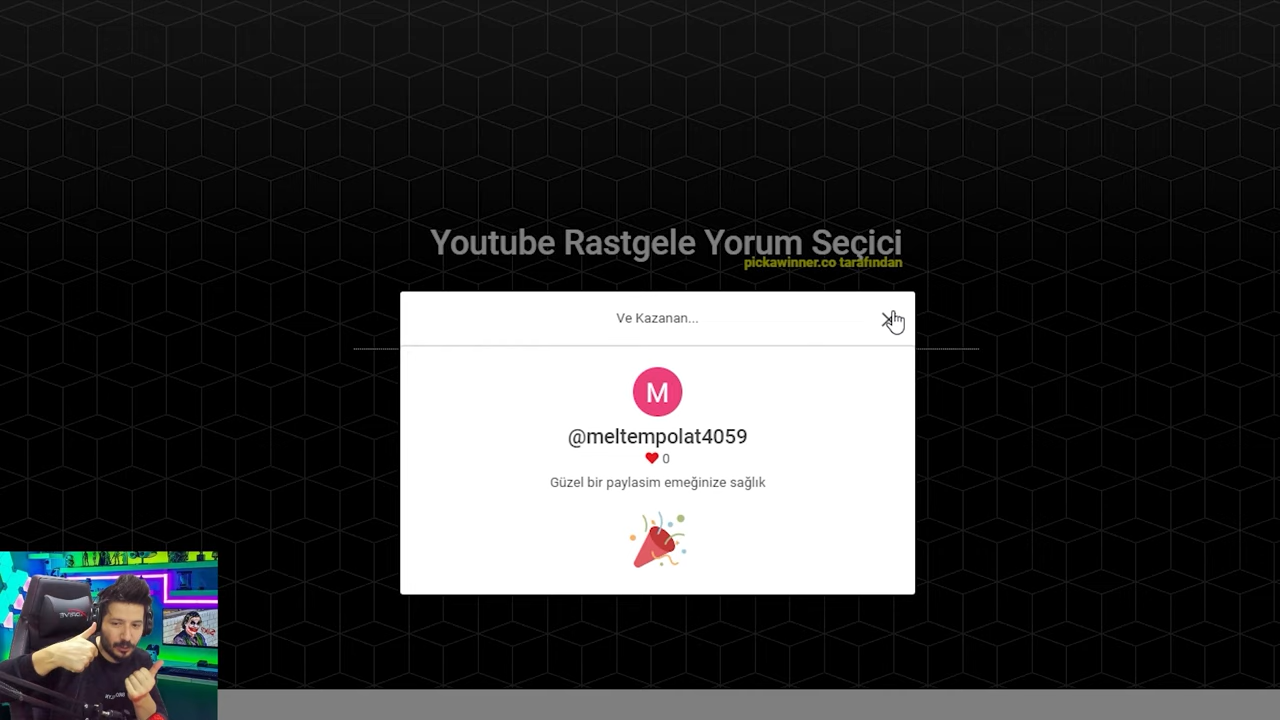 Youtube Rastgele Yorum Seçici
pickawinner.co tarafından
Ve Kazanan...
M
@meltempolat4059
0
Güzel bir paylasim emeğinize sağlık